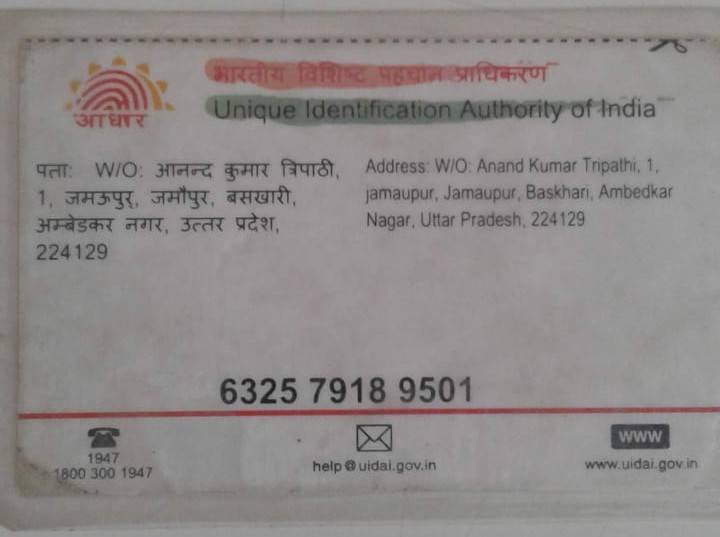 भारतीय विशिष्ट पहचान प्राधिकरण
आधार
Unique Identification Authority of India
पता: W/O: आनन्द कुमार त्रिपाठी,
1, जमऊपुर, जमौपुर, बसखारी,
अम्बेडकर नगर, उत्तर प्रदेश,
224129
Address: W/O: Anand Kumar Tripathi, 1,
jamaupur, Jamaupur, Baskhari, Ambedkar
Nagar, Uttar Pradesh, 224129
6325 7918 9501
1947
1800 300 1947
help@uidai.gov.in
www
www.uidai.gov.in